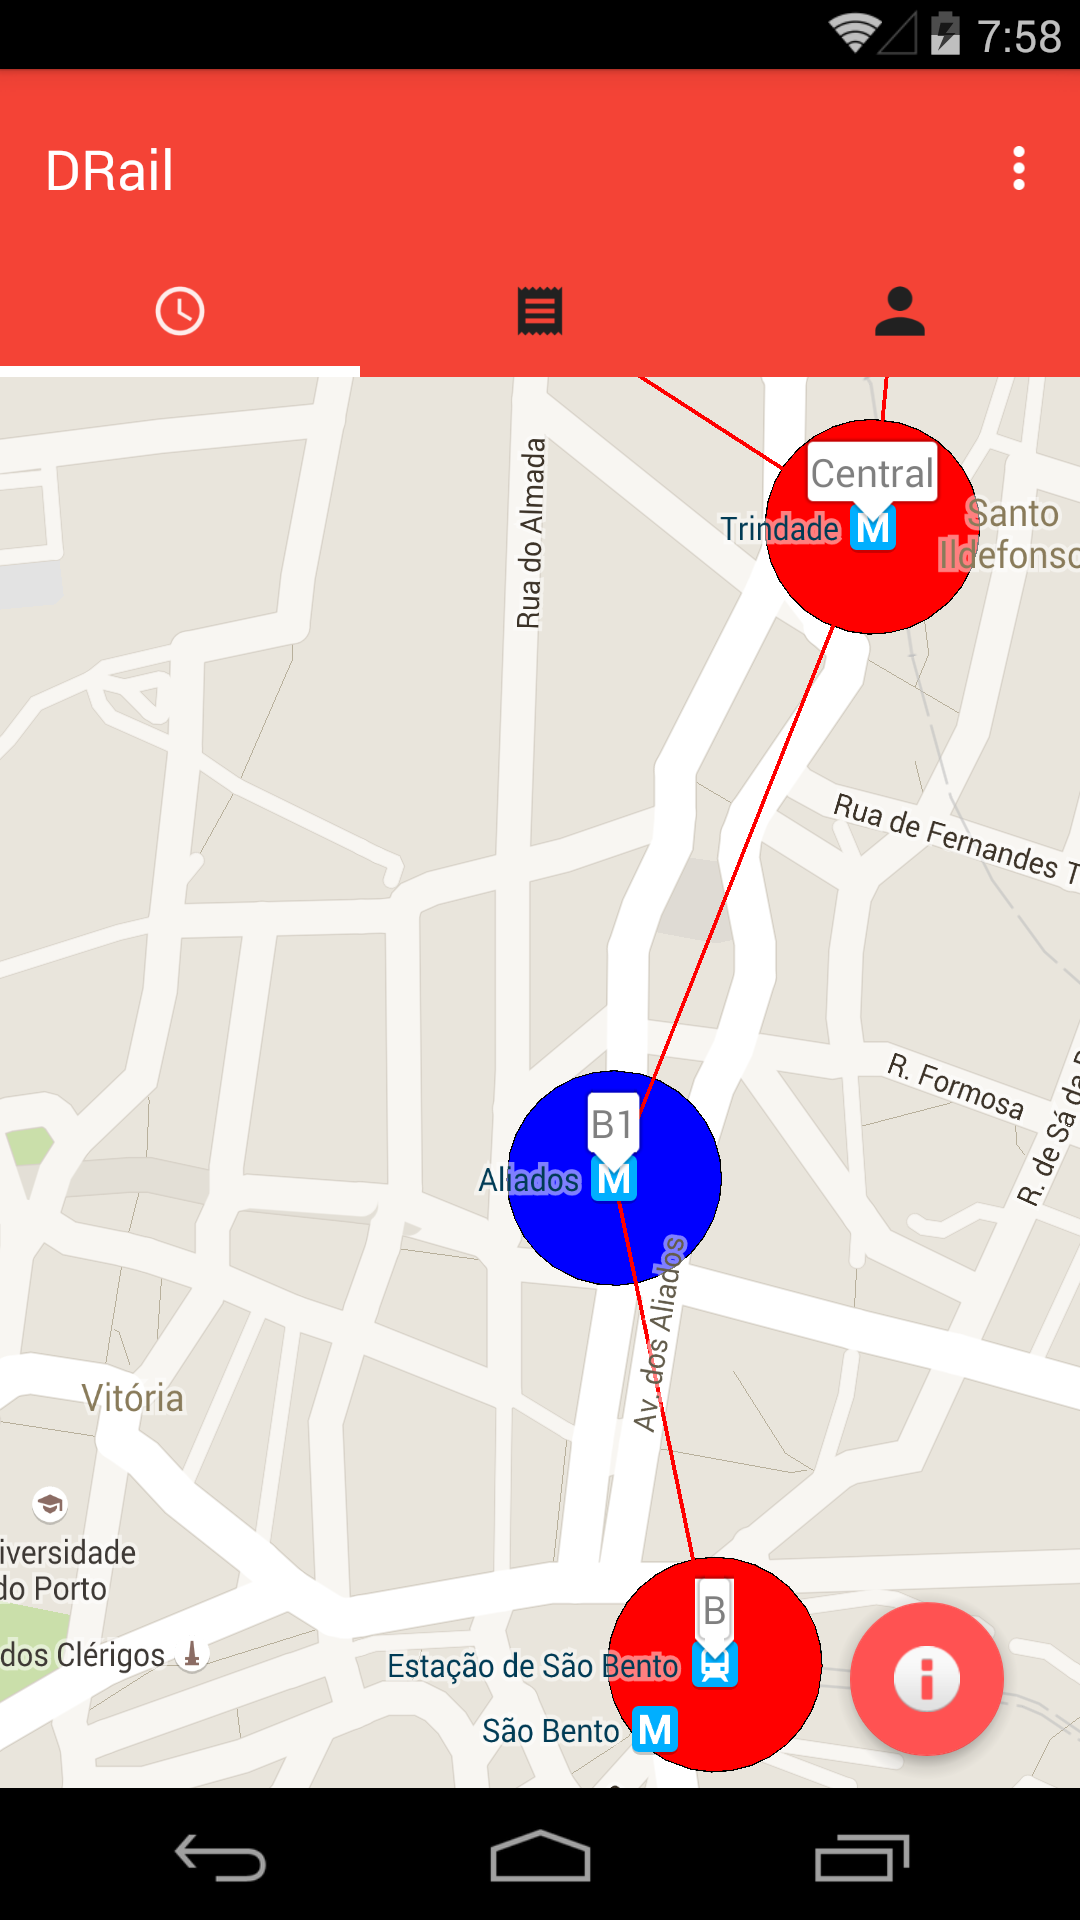 7:58
DRail
Rua do Almada
Central
Trindade
M
Santo
Ildefonso
Rua de Fernandes T
R. Formosa
R. de Sá da
B1
Aliados
M
Av. dos Aliados
Vitória
iversidade
do Porto
dos Clérigos
B
Estação de São Bento
São Bento
M